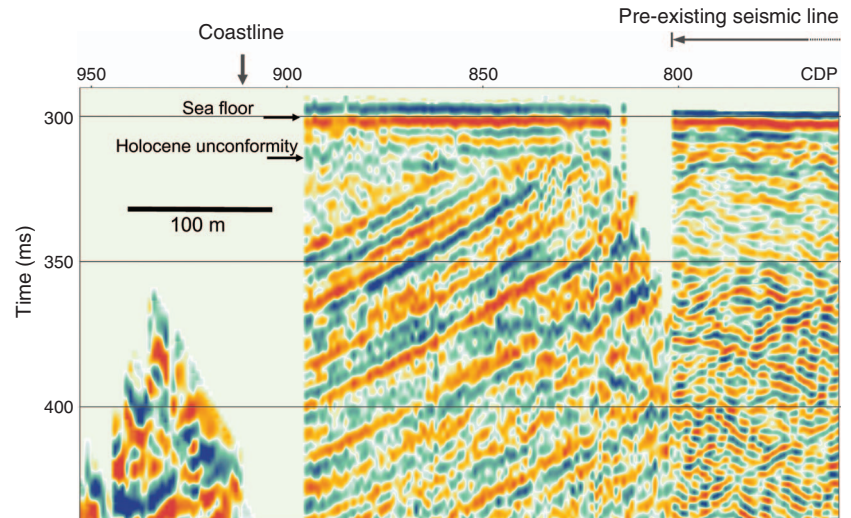 Pre-existing seismic line
Coastline
950
900
850
800
CDP
Sea floor
300
Holocene unconformity
100 m
350
Time (ms)
400